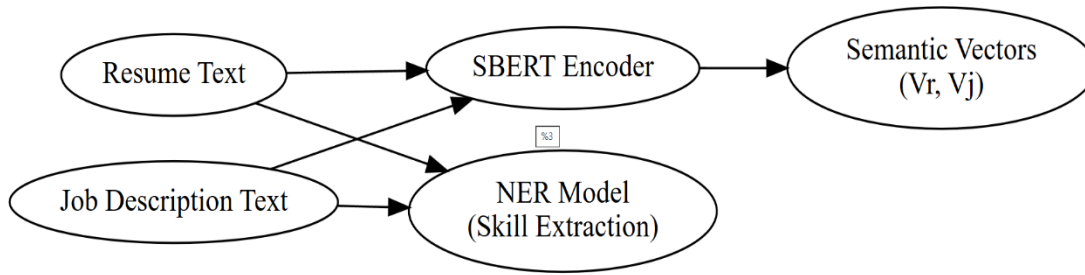 Resume Text
SBERT Encoder
Semantic Vectors
(Vr, Vj)
%3
Job Description Text
NER Model
(Skill Extraction)